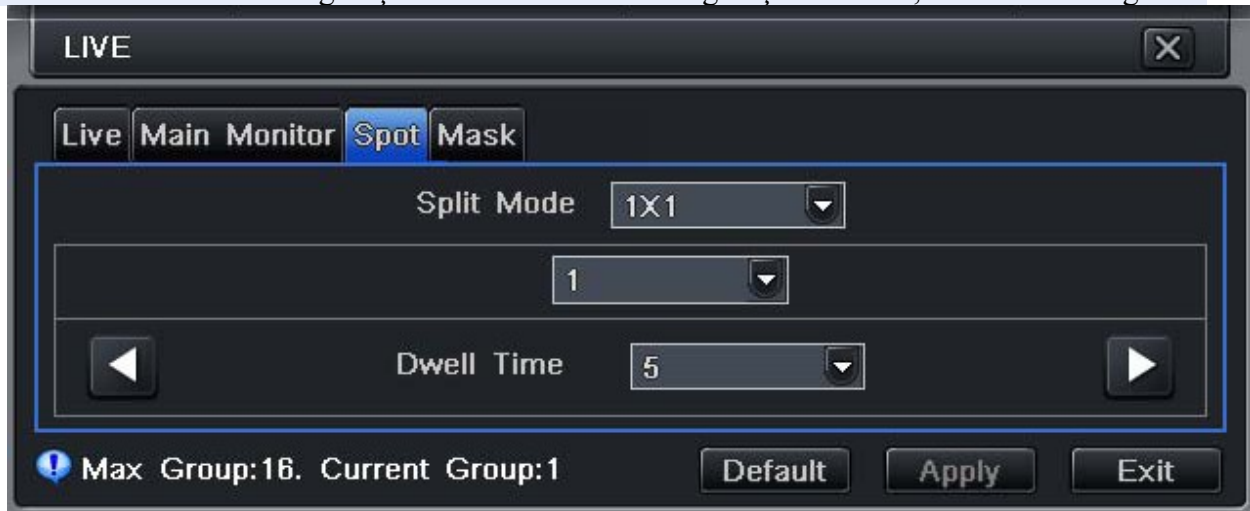 LIVE
Live Main Monitor Spot Mask
Split Mode 1X1
1
Dwell Time 5
Max Group:16. Current Group:1 Default Apply Exit